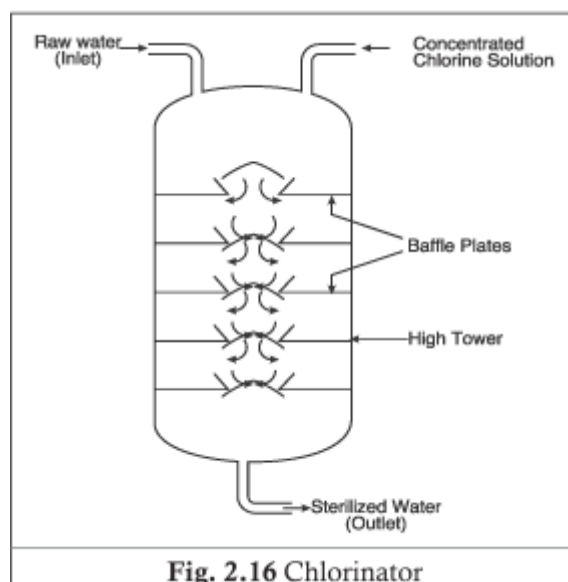 Raw water
(Inlet)
Concentrated
Chlorine Solution
Baffle Plates
High Tower
Sterilized Water
(Outlet)
Fig. 2.16 Chlorinator